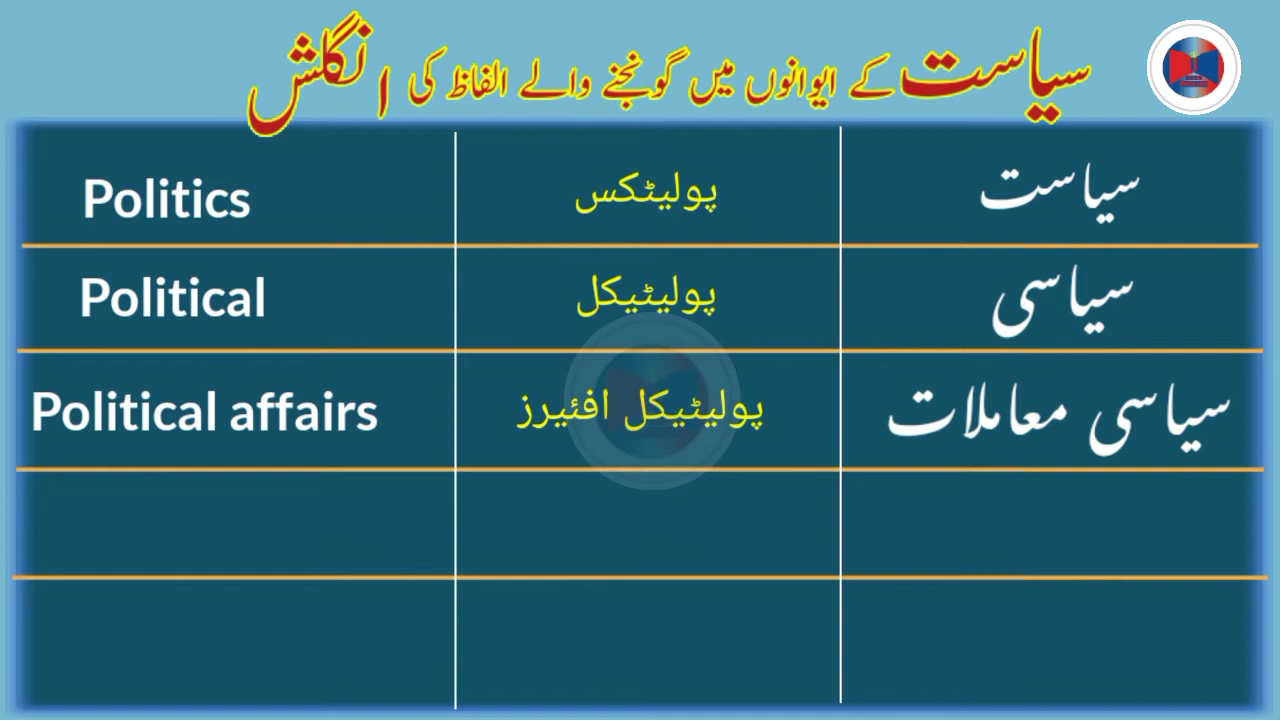 سیاست کے ایوانوں میں گونجنے والے الفاظ کی انگلش
Politics پولیٹکس سیاست
Political پولیٹیکل سیاسی
Political affairs پولیٹیکل افئیرز سیاسی معاملات